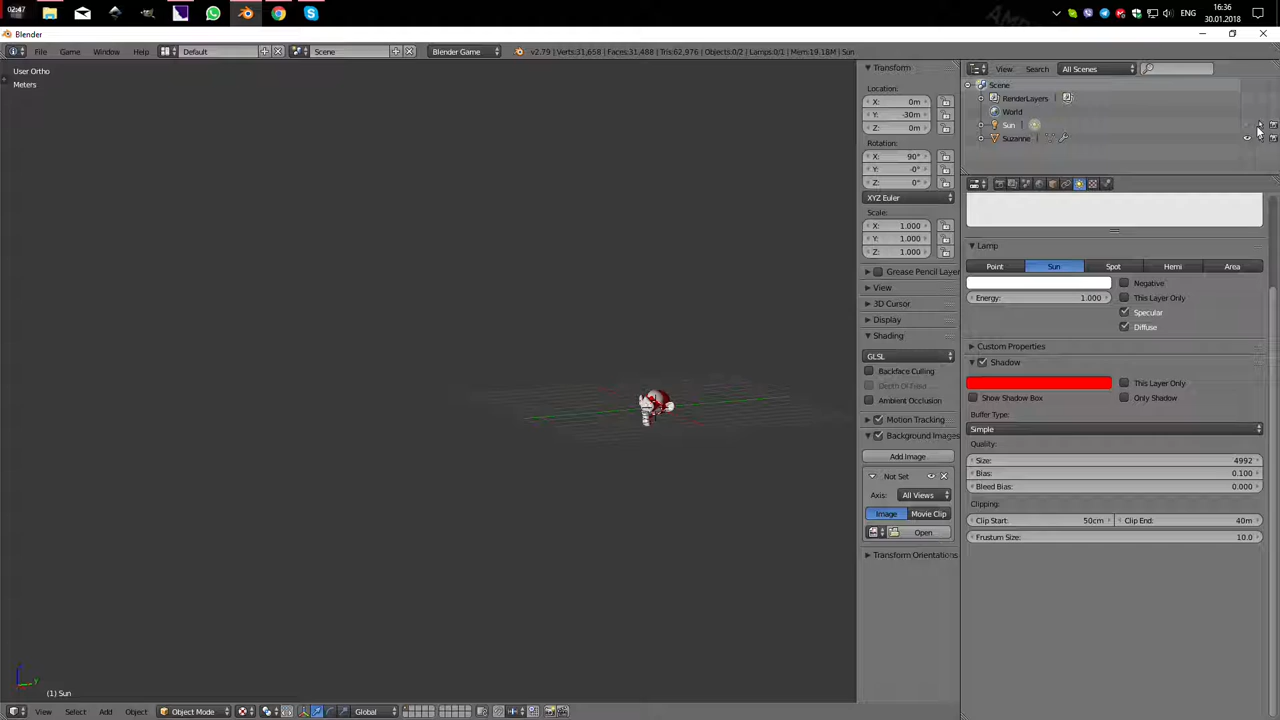 02:47
ENG
16:36
30.01.2018
Blender
File Game Window Help
Default
Scene
Blender Game
v2.79 | Verts:31,658 | Faces:31,488 | Tris:62,976 | Objects:0/2 | Lamps:0/1 | Mem:19.18M | Sun
User Ortho
Meters
Transform
Location:
X: 0m
Y: -30m
Z: 0m
Rotation:
X: 90°
Y: -0°
Z: 0°
XYZ Euler
Scale:
X: 1.000
Y: 1.000
Z: 1.000
Grease Pencil Layer
View
3D Cursor
Display
Shading
GLSL
Backface Culling
Depth Of Field
Ambient Occlusion
Motion Tracking
Background Images
Add Image
Not Set
Axis: All Views
Image Movie Clip
Open
Transform Orientations
View Search All Scenes
Scene
RenderLayers
World
Sun
Suzanne
Lamp
Point Sun Spot Hemi Area
Negative
Energy: 1.000
This Layer Only
Specular
Diffuse
Custom Properties
Shadow
This Layer Only
Show Shadow Box
Only Shadow
Buffer Type:
Simple
Quality:
Size: 4992
Bias: 0.100
Bleed Bias: 0.000
Clipping:
Clip Start: 50cm
Clip End: 40m
Frustum Size: 10.0
(1) Sun
View Select Add Object Object Mode Global